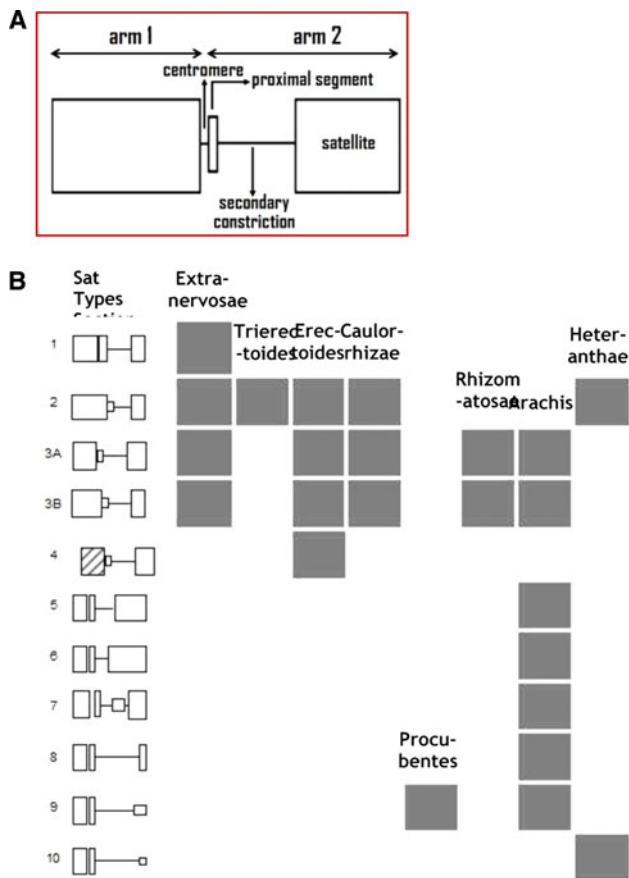 A
arm 1 arm 2
centromere
proximal segment
satellite
secondary
constriction
B
Sat
Types
Section
Extra-
nervosae
Trierec
-toides
Erec-
toides
Caulor-
rhizae
Rhizom
-atosae
Arachis
Heter-
anthae
Procu-
bentes
1
2
3A
3B
4
5
6
7
8
9
10